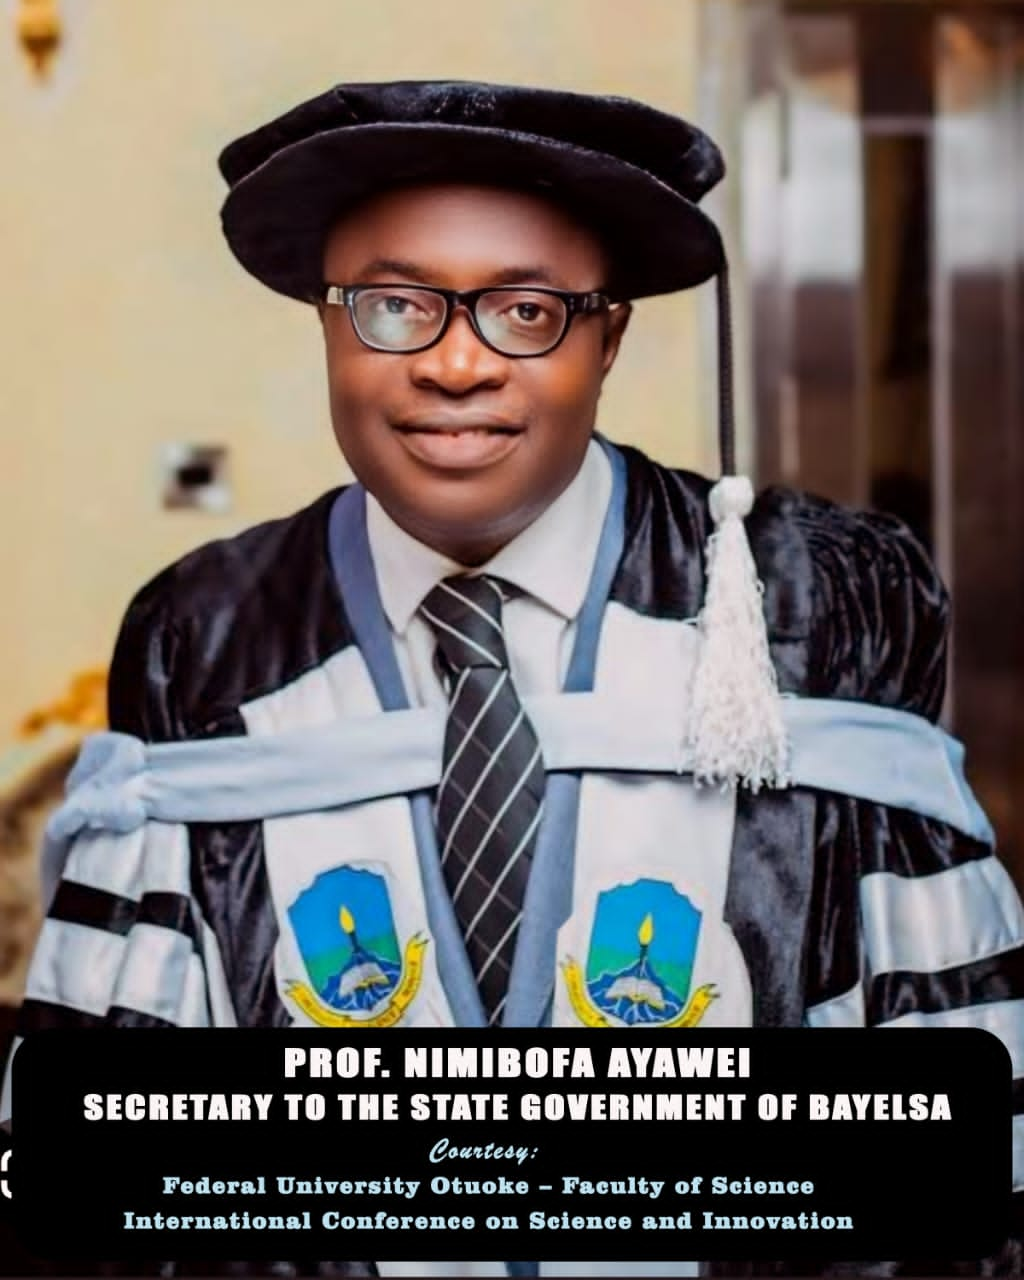 PROF. NIMIBOFA AYAWEI
SECRETARY TO THE STATE GOVERNMENT OF BAYELSA
Courtesy:
Federal University Otuoke – Faculty of Science
International Conference on Science and Innovation